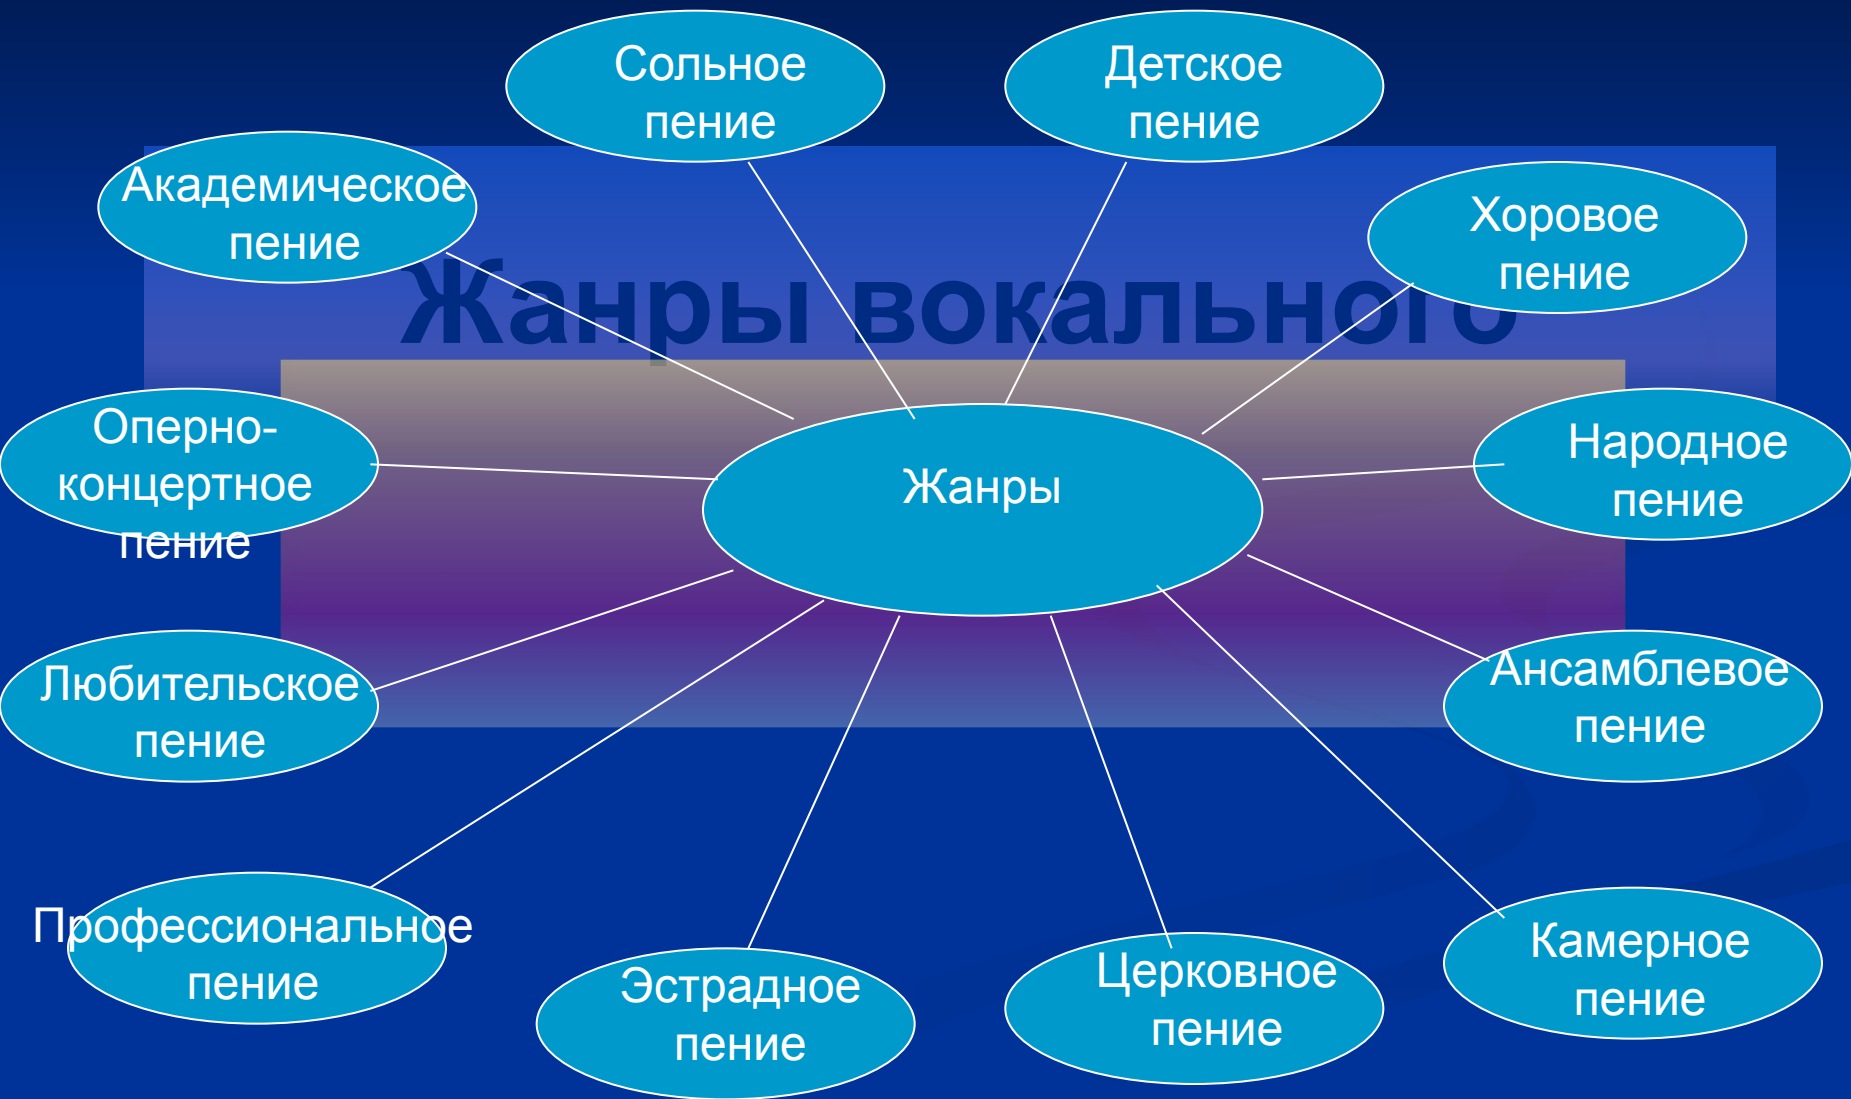 Сольное
пение
Детское
пение
Академическое
пение
Хоровое
пение
Жанры вокального
Оперно-
концертное
пение
Жанры
Народное
пение
Любительское
пение
Ансамблевое
пение
Профессиональное
пение
Эстрадное
пение
Церковное
пение
Камерное
пение